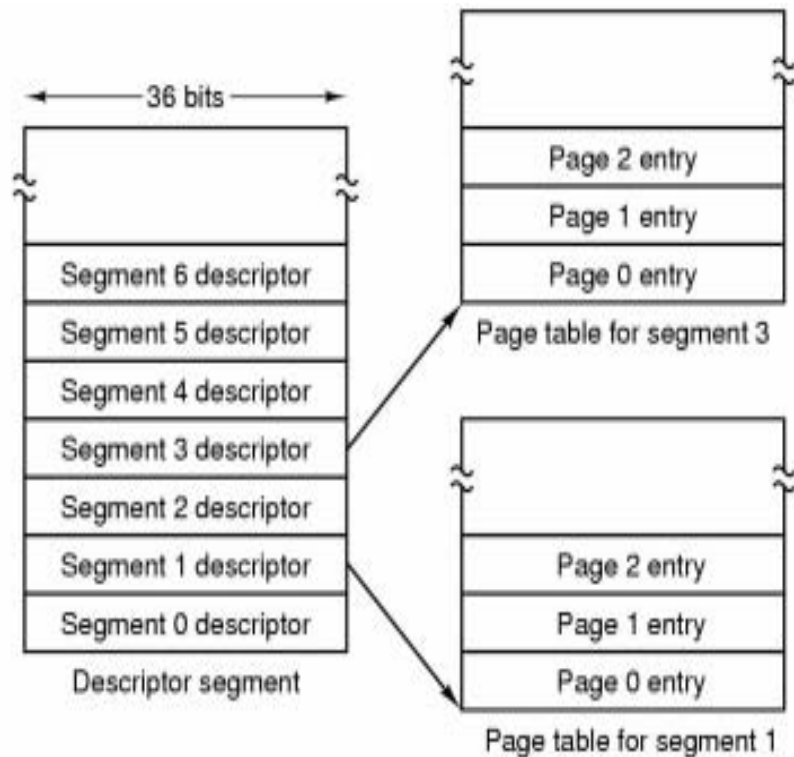 36 bits
Segment 6 descriptor
Segment 5 descriptor
Segment 4 descriptor
Segment 3 descriptor
Segment 2 descriptor
Segment 1 descriptor
Segment 0 descriptor
Descriptor segment
Page 2 entry
Page 1 entry
Page 0 entry
Page table for segment 3
Page 2 entry
Page 1 entry
Page 0 entry
Page table for segment 1